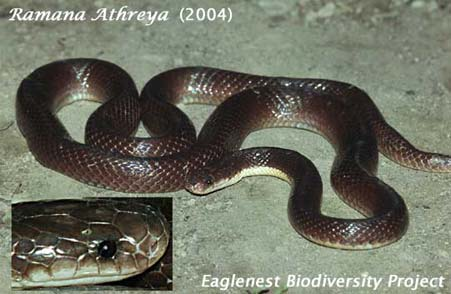 Ramana Athreya (2004)
Eaglenest Biodiversity Project